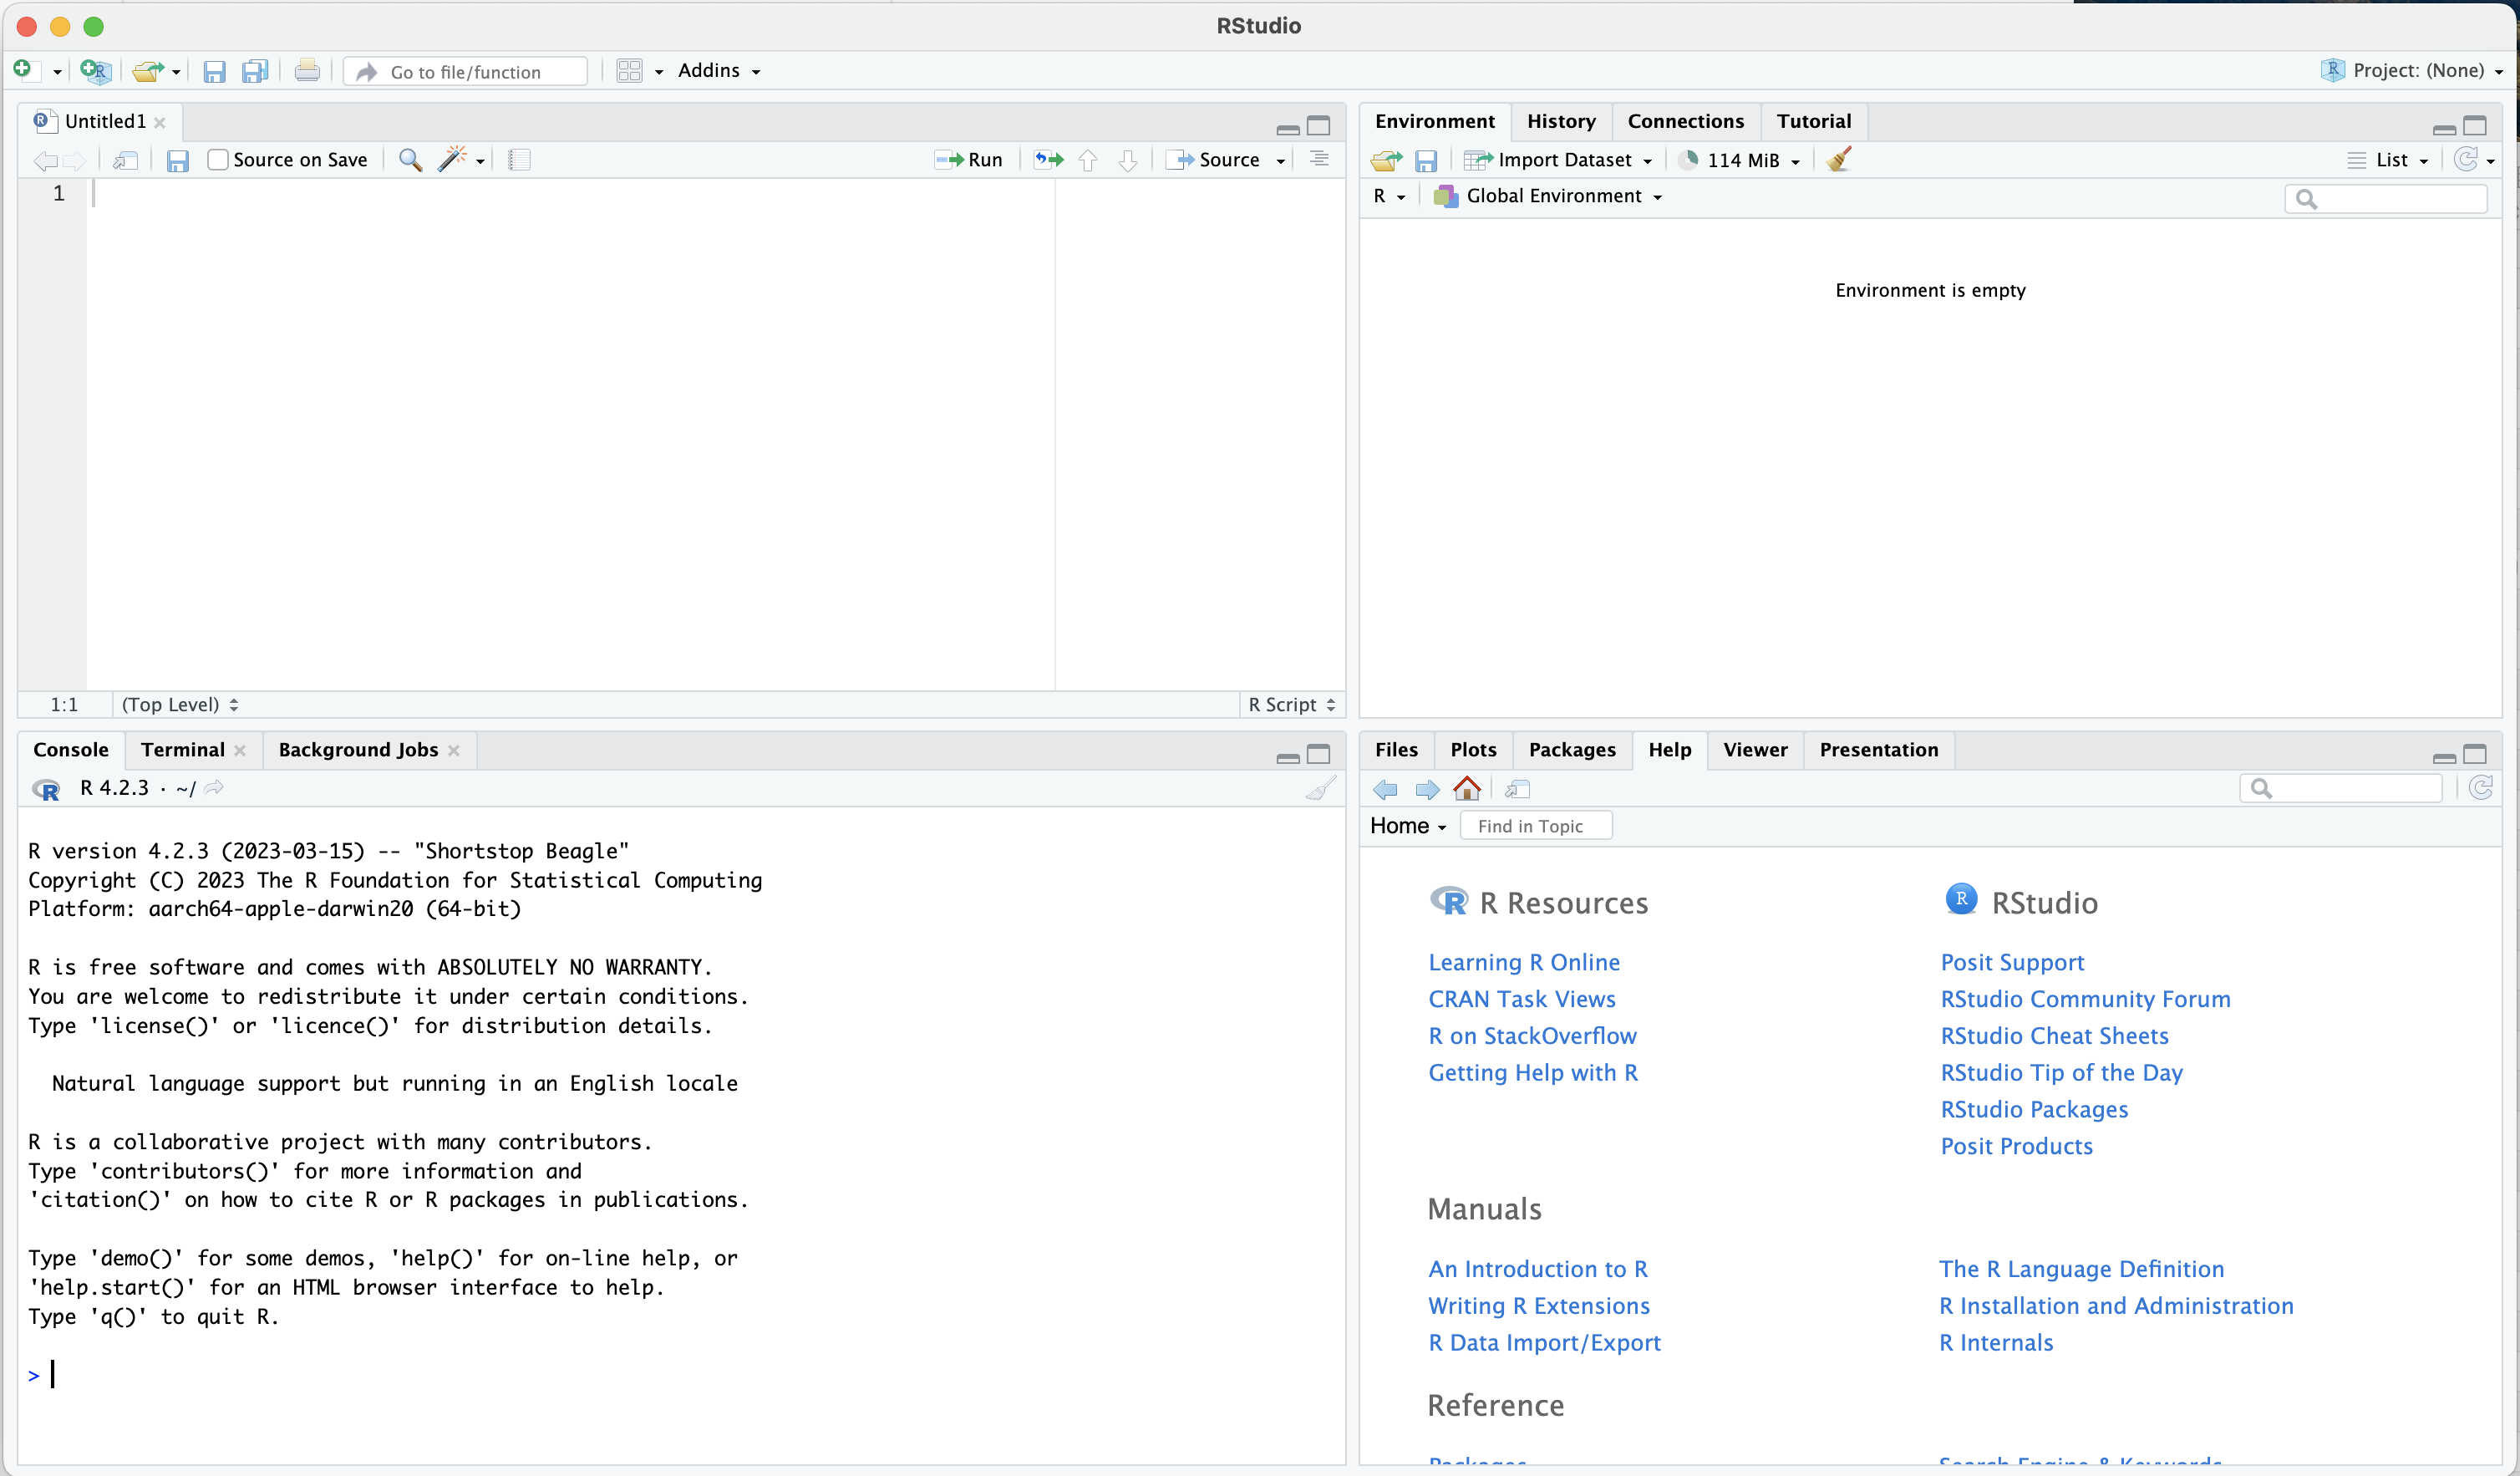 RStudio
Go to file/function
Addins
Project: (None)
Untitled1
Source on Save
Run
Source
1
1:1
(Top Level)
R Script
Environment
History
Connections
Tutorial
Import Dataset
114 MiB
List
R
Global Environment
Environment is empty
Console
Terminal
Background Jobs
R 4.2.3 · ~/
R version 4.2.3 (2023-03-15) -- "Shortstop Beagle"
Copyright (C) 2023 The R Foundation for Statistical Computing
Platform: aarch64-apple-darwin20 (64-bit)
R is free software and comes with ABSOLUTELY NO WARRANTY.
You are welcome to redistribute it under certain conditions.
Type 'license()' or 'licence()' for distribution details.
Natural language support but running in an English locale
R is a collaborative project with many contributors.
Type 'contributors()' for more information and
'citation()' on how to cite R or R packages in publications.
Type 'demo()' for some demos, 'help()' for on-line help, or
'help.start()' for an HTML browser interface to help.
Type 'q()' to quit R.
>
Files
Plots
Packages
Help
Viewer
Presentation
Home
Find in Topic
R Resources
Learning R Online
CRAN Task Views
R on StackOverflow
Getting Help with R
RStudio
Posit Support
RStudio Community Forum
RStudio Cheat Sheets
RStudio Tip of the Day
RStudio Packages
Posit Products
Manuals
An Introduction to R
Writing R Extensions
R Data Import/Export
The R Language Definition
R Installation and Administration
R Internals
Reference
Packages
Search Engine & Keywords